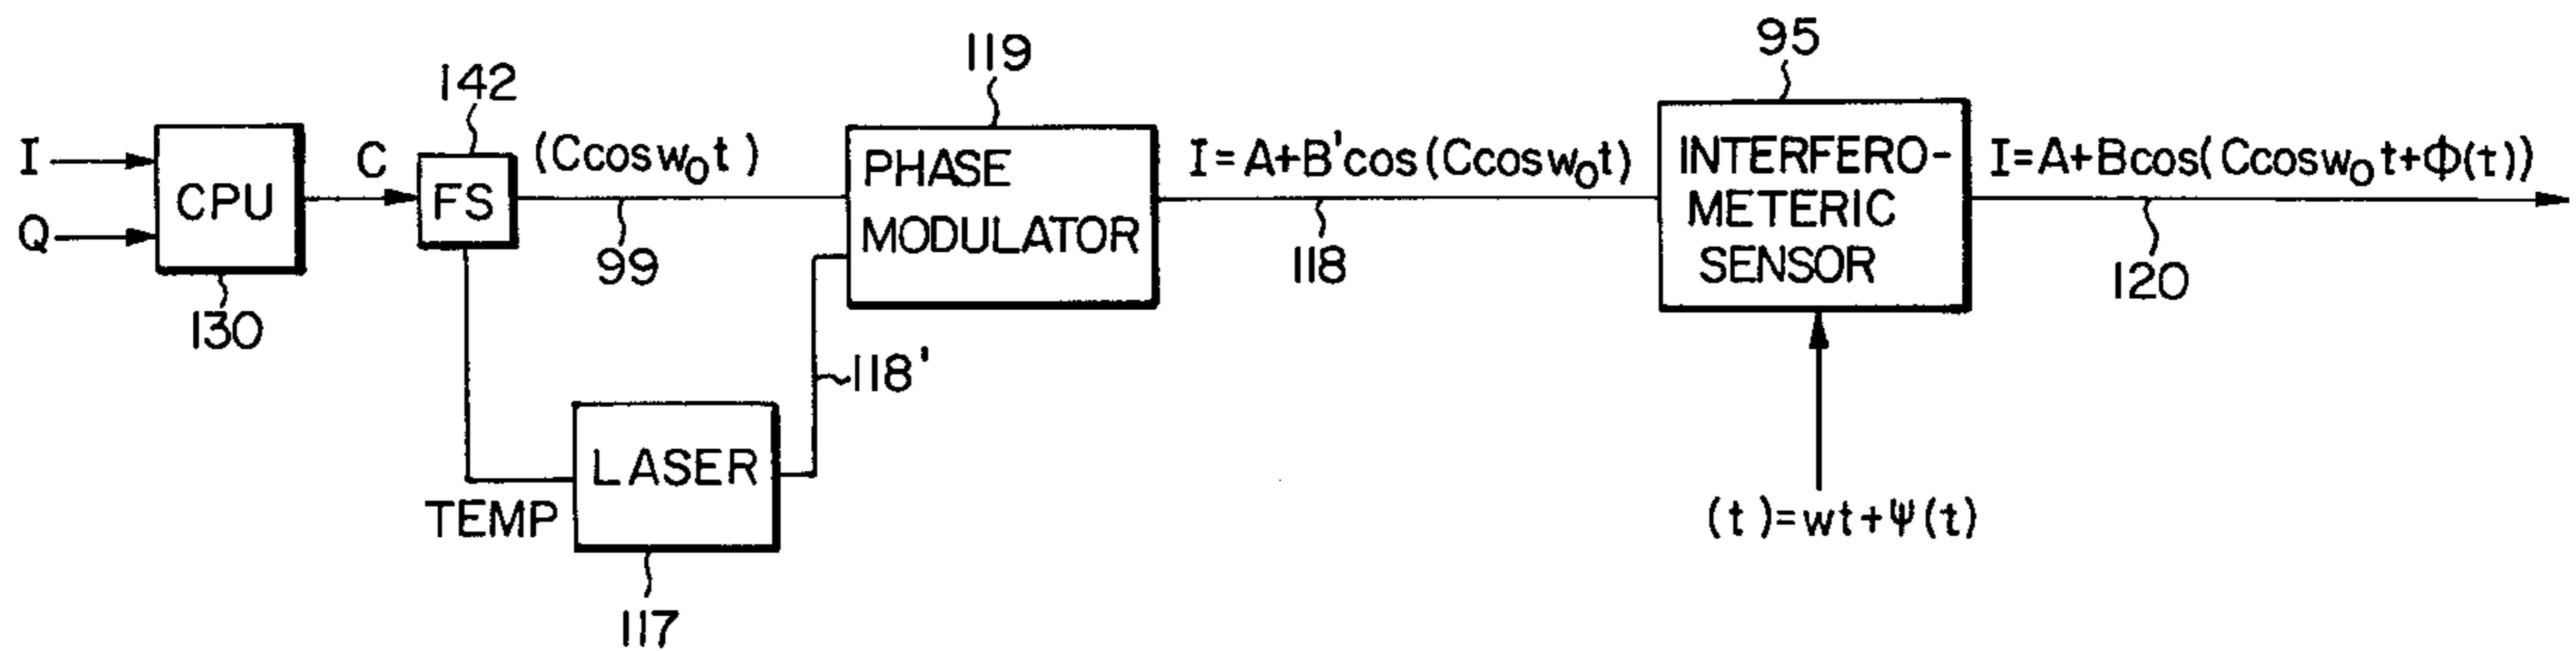 119
95
142
I
Q
CPU
130
C
FS
(Ccosw₀t)
99
PHASE
MODULATOR
I=A+B'cos(Ccosw₀t)
118
INTERFERO-
METERIC
SENSOR
I=A+Bcos(Ccosw₀t+Φ(t))
120
118'
LASER
TEMP
117
(t)=wt+Ψ(t)